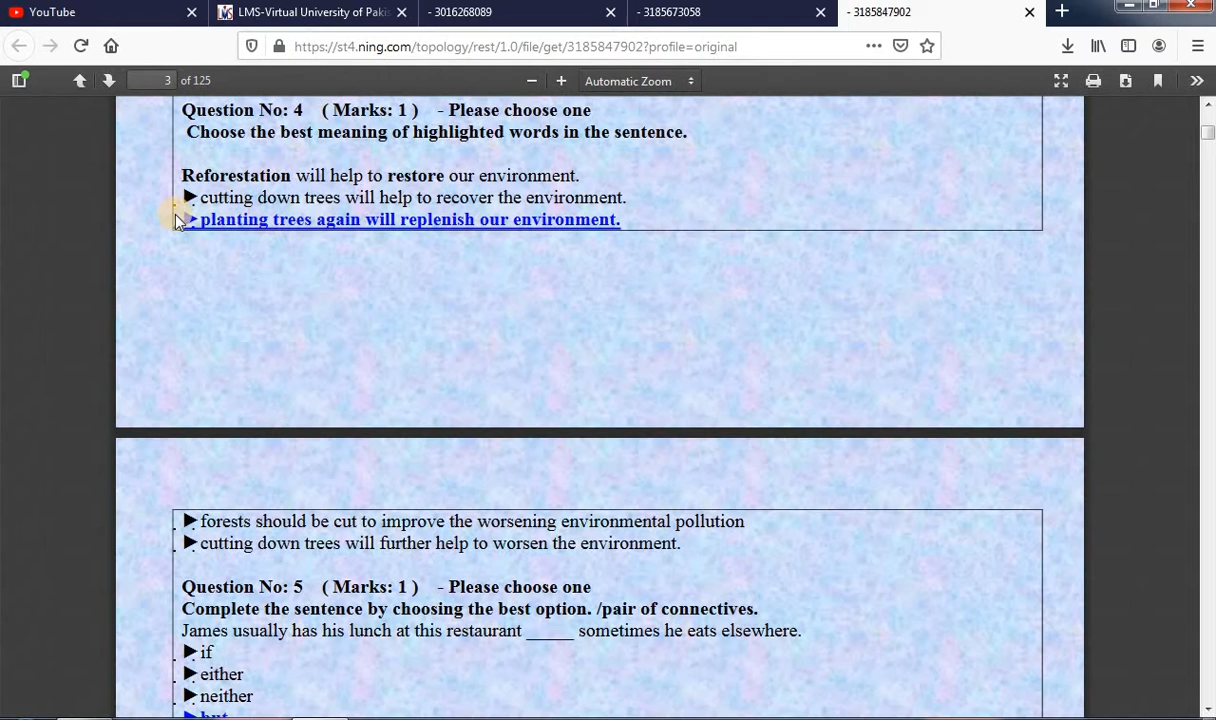 YouTube
LMS-Virtual University of Pakis
- 3016268089
- 3185673058
- 3185847902
https://st4.ning.com/topology/rest/1.0/file/get/3185847902?profile=original
3 of 125
Automatic Zoom
Question No: 4 ( Marks: 1 ) - Please choose one
Choose the best meaning of highlighted words in the sentence.
Reforestation will help to restore our environment.
►cutting down trees will help to recover the environment.
►planting trees again will replenish our environment.
►forests should be cut to improve the worsening environmental pollution
►cutting down trees will further help to worsen the environment.
Question No: 5 ( Marks: 1 ) - Please choose one
Complete the sentence by choosing the best option. /pair of connectives.
James usually has his lunch at this restaurant _____ sometimes he eats elsewhere.
►if
►either
►neither
►but